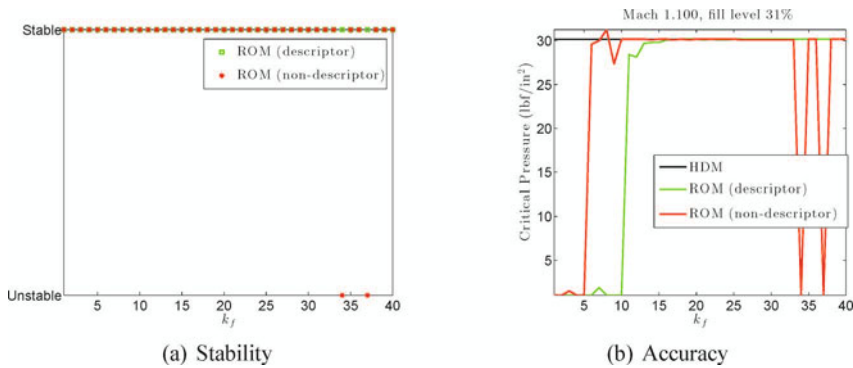 Stable
ROM (descriptor)
ROM (non-descriptor)
Unstable
5 10 15 20 25 30 35 40
k_f
(a) Stability
Mach 1.100, fill level 31%
Critical Pressure (lbf/in²)
30
25
20
15
10
5
HDM
ROM (descriptor)
ROM (non-descriptor)
5 10 15 20 25 30 35 40
k_f
(b) Accuracy